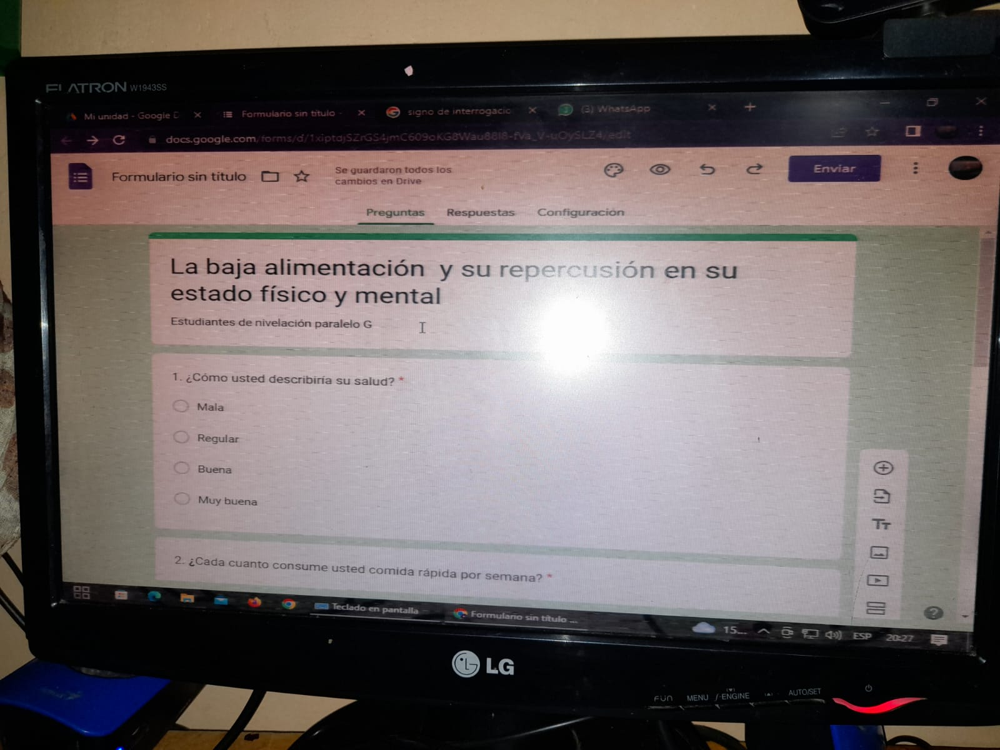 FLATRON W1943SS
Mi unidad - Google D
Formulario sin título -
signo de interrogacio
(3) WhatsApp
docs.google.com/forms/d/1xiptdjSZrGS4jmC609oKG8Wau88I8-fVa_V-uOySLZ4/edit
Formulario sin título
Se guardaron todos los
cambios en Drive
Enviar
Preguntas Respuestas Configuración
La baja alimentación y su repercusión en su
estado físico y mental
Estudiantes de nivelación paralelo G
1. ¿Cómo usted describiría su salud? *
Mala
Regular
Buena
Muy buena
2. ¿Cada cuanto consume usted comida rápida por semana? *
Teclado en pantalla
Formulario sin título ...
15...
ESP
20:27
LG
FUN MENU f-ENGINE AUTO/SET